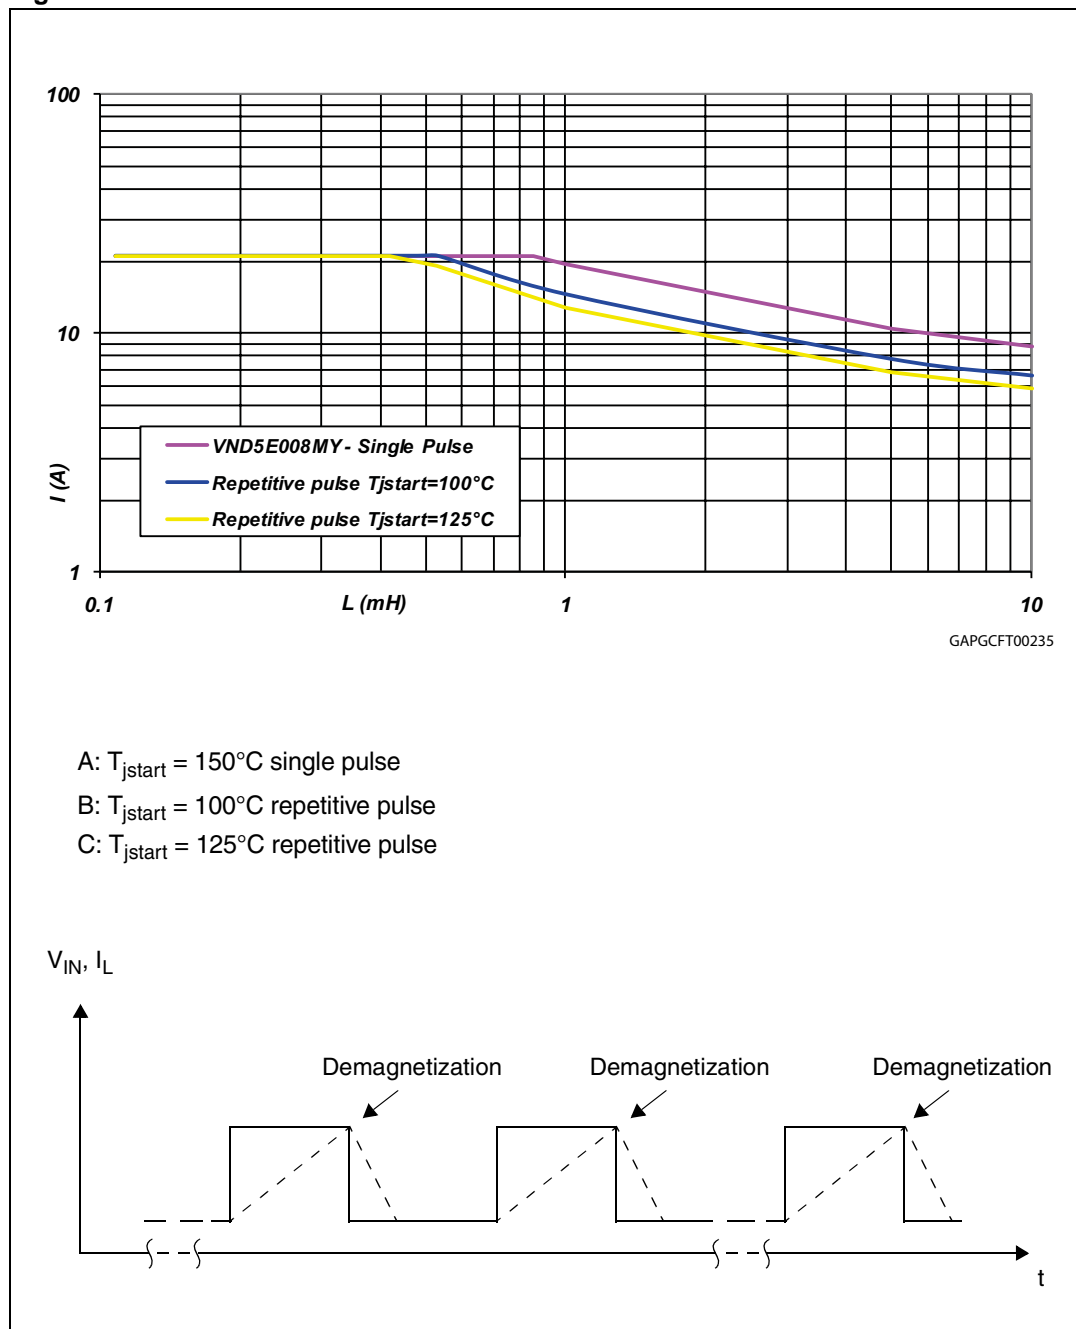 100
10
1
I (A)
VND5E008MY - Single Pulse
Repetitive pulse Tjstart=100°C
Repetitive pulse Tjstart=125°C
0.1
L (mH)
1
10
GAPGCFT00235
A: Tjstart = 150°C single pulse
B: Tjstart = 100°C repetitive pulse
C: Tjstart = 125°C repetitive pulse
VIN, IL
Demagnetization
Demagnetization
Demagnetization
t